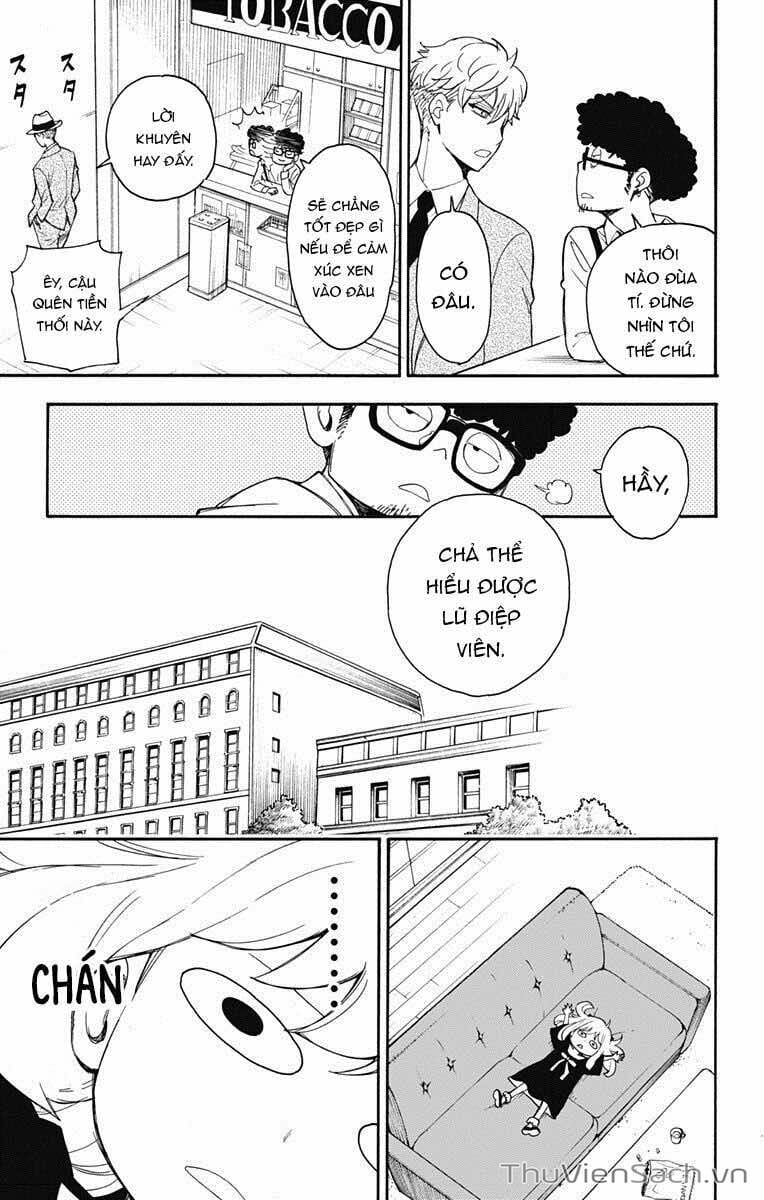 TOBACCO
THÔI
NÀO ĐÙA
TÍ. ĐỪNG
NHÌN TÔI
THẾ CHỨ.
CÓ
ĐÂU.
SẼ CHẲNG
TỐT ĐẸP GÌ
NẾU ĐỂ CẢM
XÚC XEN
VÀO ĐÂU
LỜI
KHUYÊN
HAY ĐẤY.
スタ
スタ
ÊY, CẬU
QUÊN TIỀN
THỐI NÀY.
HẦY,
CHẢ THỂ
HIỂU ĐƯỢC
LŨ ĐIỆP
VIÊN.
CHÁN
ThuVienSach.vn